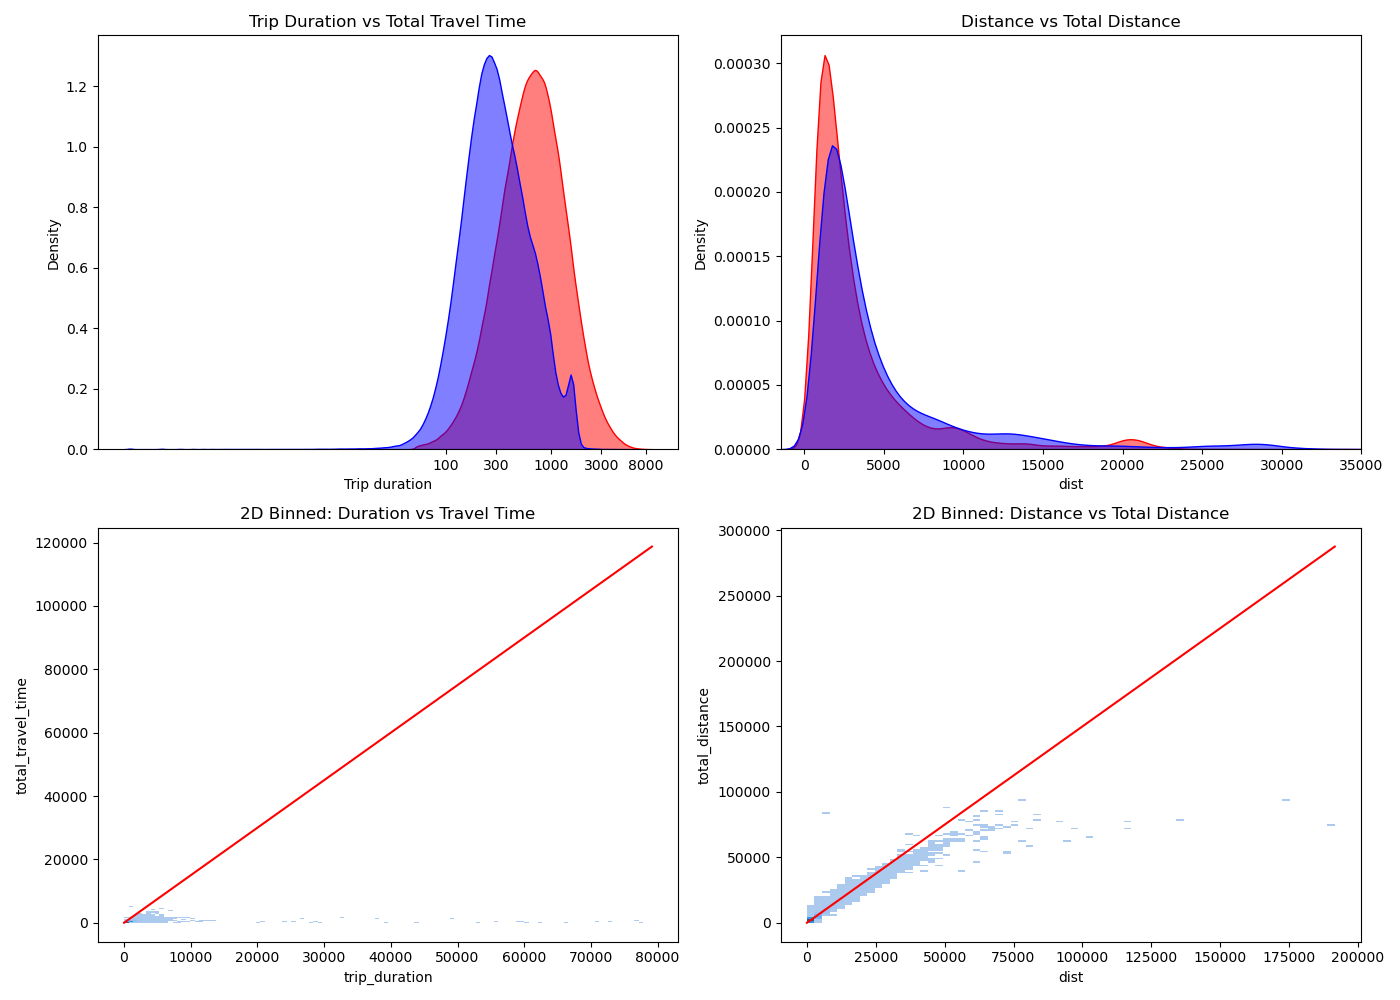 Trip Duration vs Total Travel Time
Density
1.2
1.0
0.8
0.6
0.4
0.2
0.0
100 300 1000 3000 8000
Trip duration
Distance vs Total Distance
Density
0.00030
0.00025
0.00020
0.00015
0.00010
0.00005
0.00000
0 5000 10000 15000 20000 25000 30000 35000
dist
2D Binned: Duration vs Travel Time
total_travel_time
120000
100000
80000
60000
40000
20000
0
0 10000 20000 30000 40000 50000 60000 70000 80000
trip_duration
2D Binned: Distance vs Total Distance
total_distance
300000
250000
200000
150000
100000
50000
0
0 25000 50000 75000 100000 125000 150000 175000 200000
dist